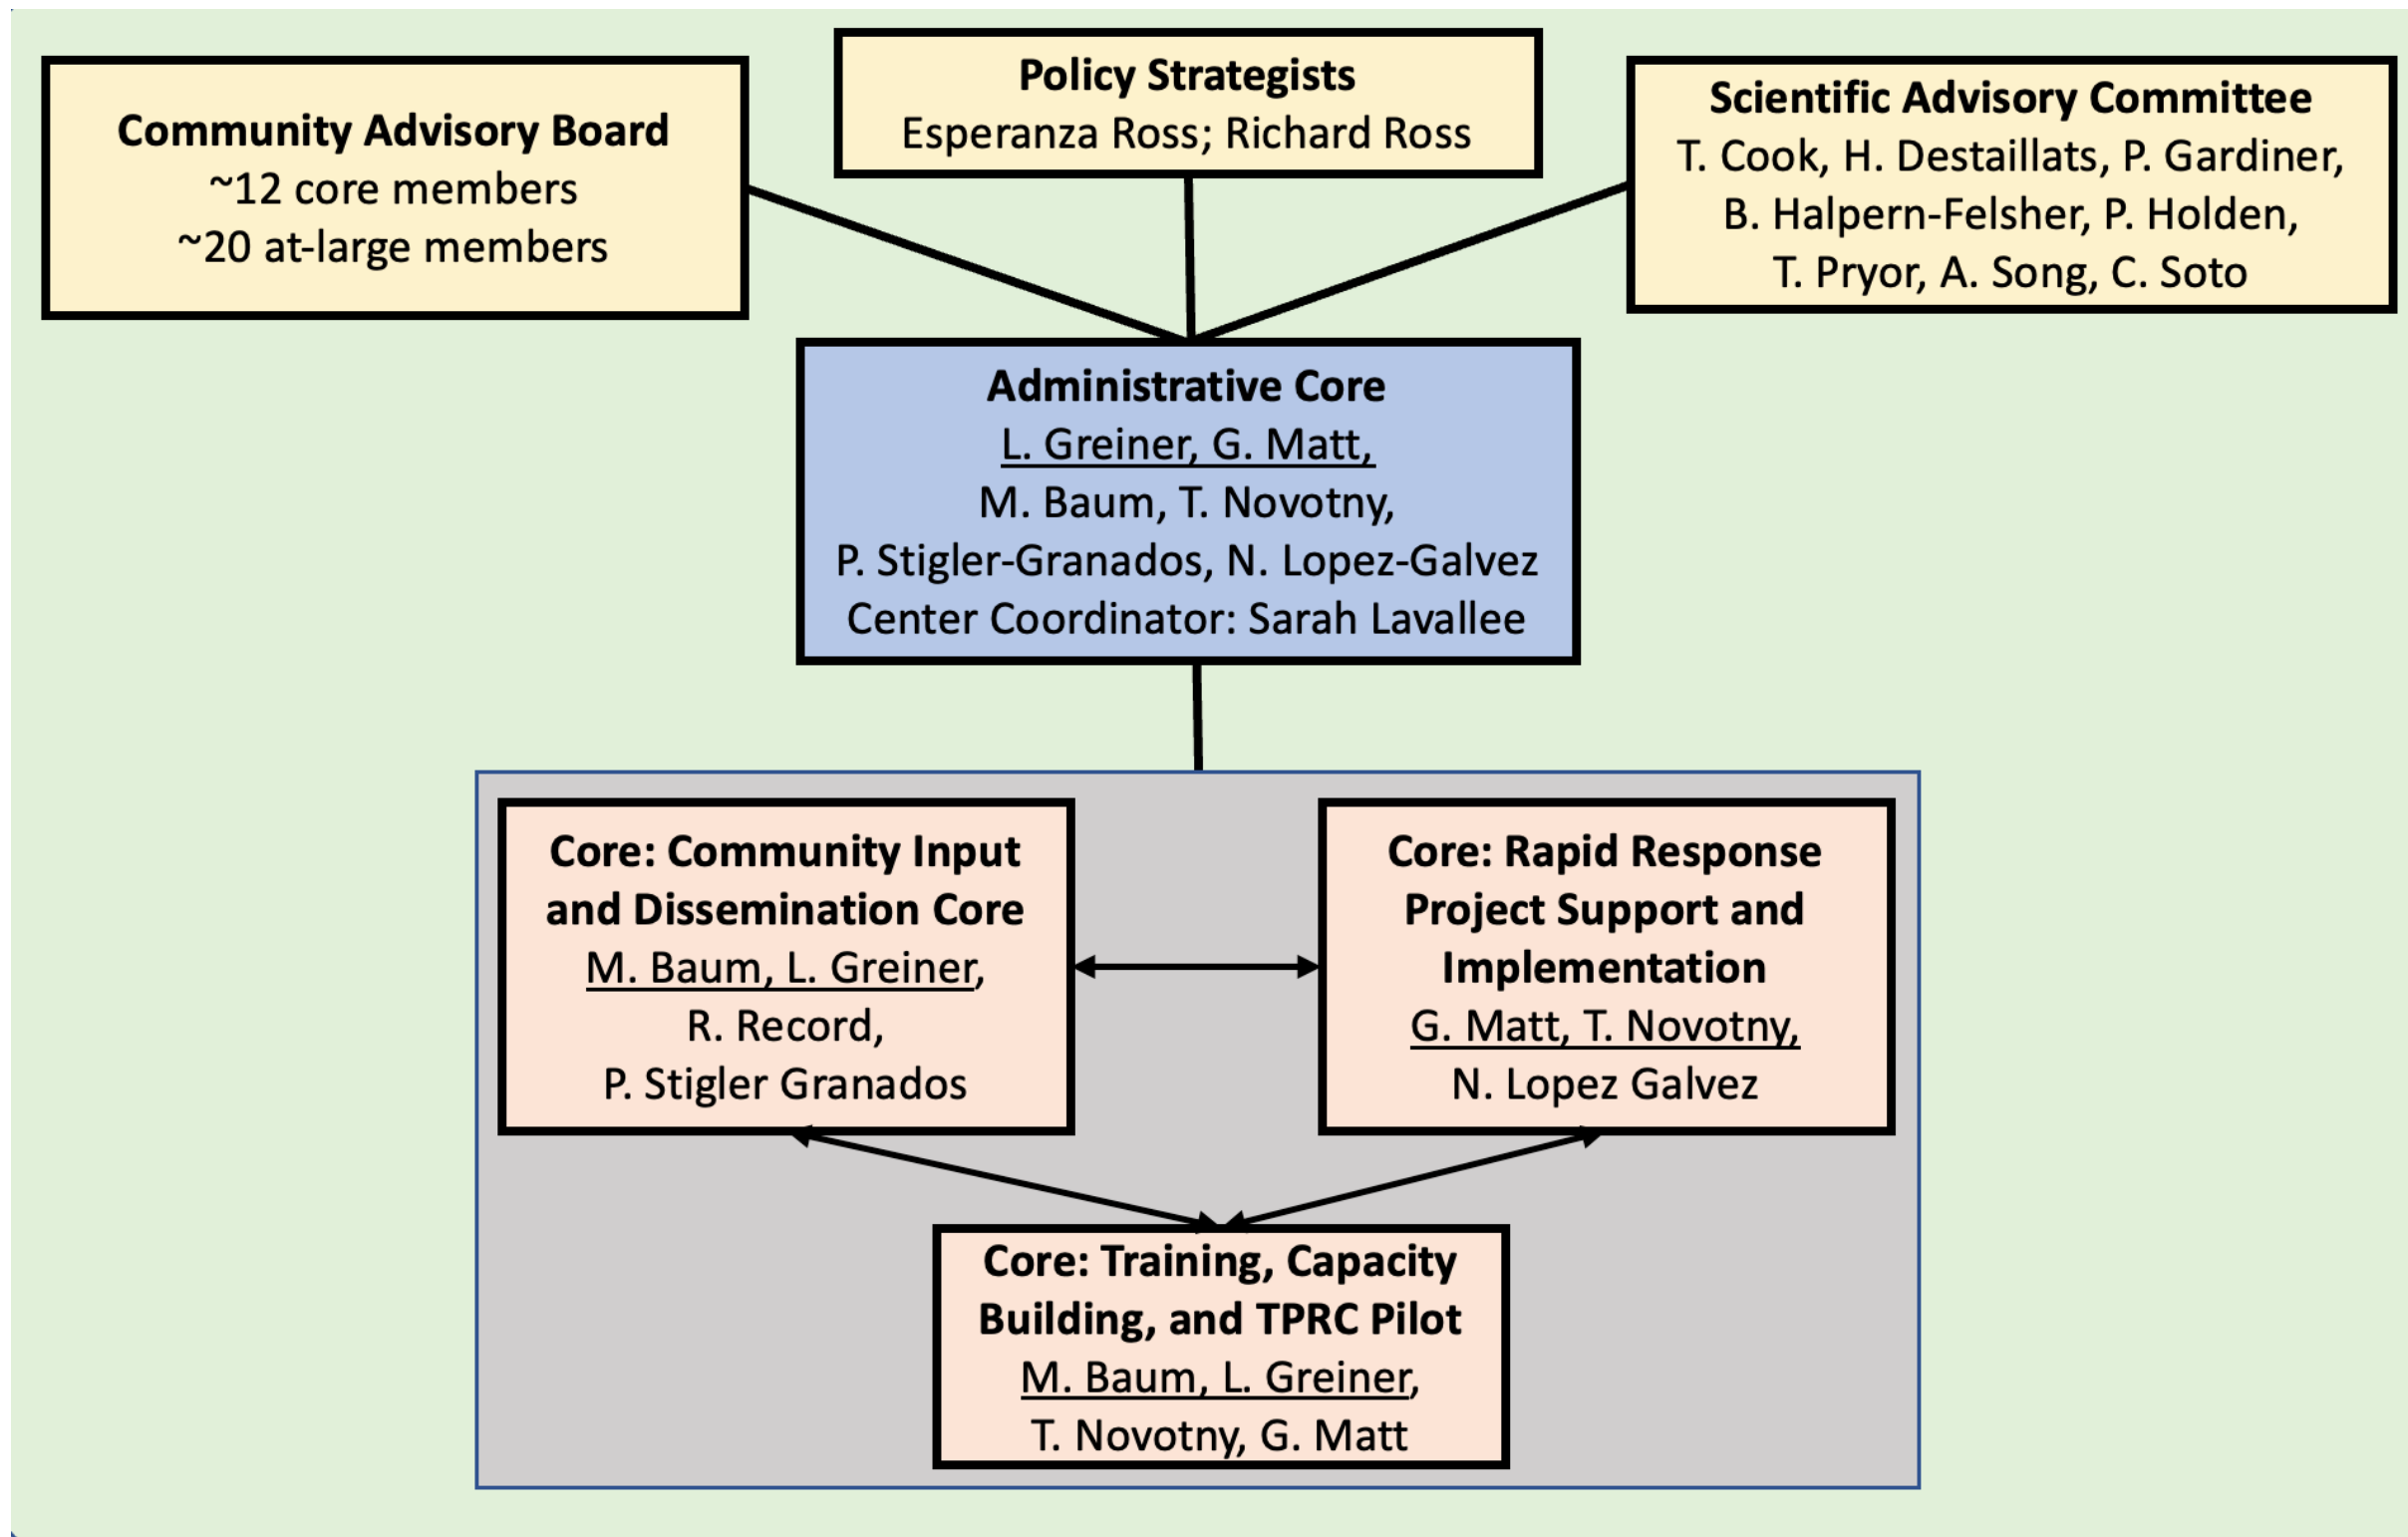 Community Advisory Board
~12 core members
~20 at-large members
Policy Strategists
Esperanza Ross; Richard Ross
Scientific Advisory Committee
T. Cook, H. Destaillats, P. Gardiner,
B. Halpern-Felsher, P. Holden,
T. Pryor, A. Song, C. Soto
Administrative Core
L. Greiner, G. Matt,
M. Baum, T. Novotny,
P. Stigler-Granados, N. Lopez-Galvez
Center Coordinator: Sarah Lavallee
Core: Community Input
and Dissemination Core
M. Baum, L. Greiner,
R. Record,
P. Stigler Granados
Core: Rapid Response
Project Support and
Implementation
G. Matt, T. Novotny,
N. Lopez Galvez
Core: Training, Capacity
Building, and TPRC Pilot
M. Baum, L. Greiner,
T. Novotny, G. Matt